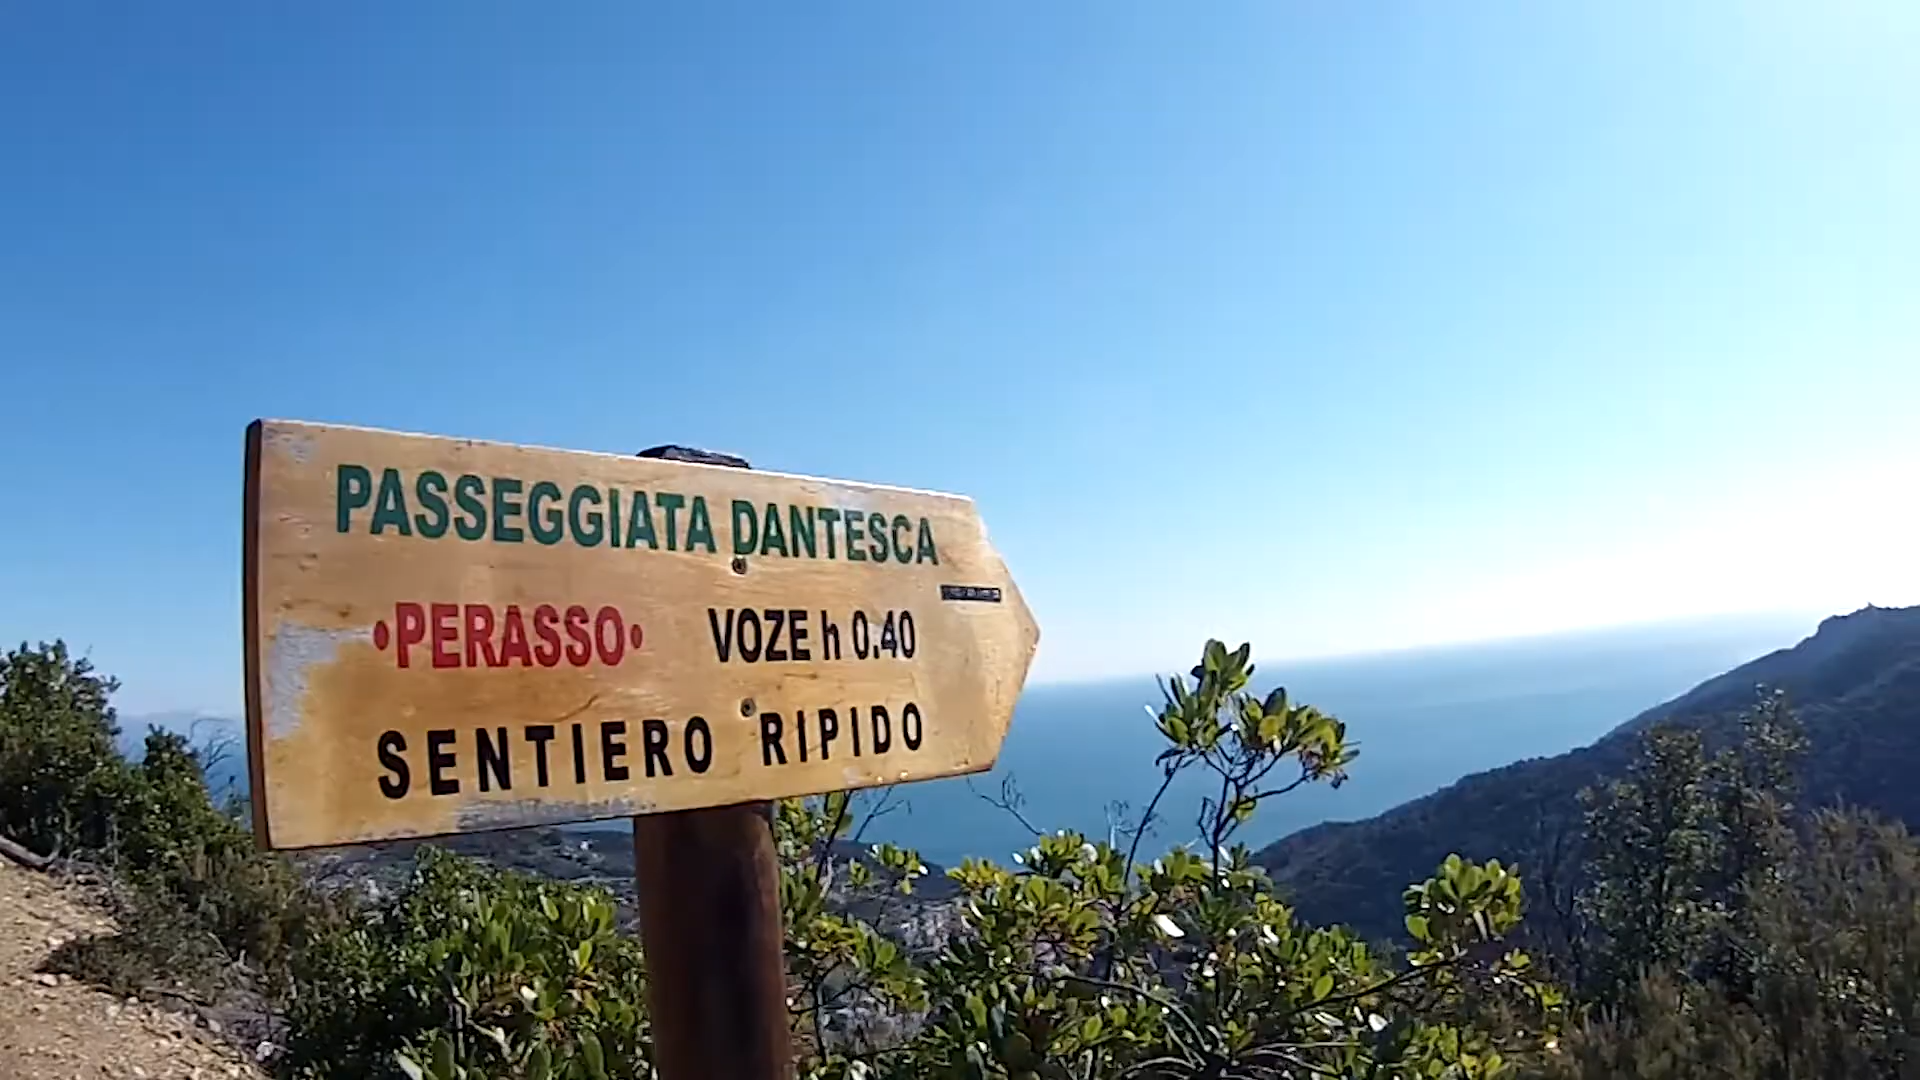 PASSEGGIATA DANTESCA
•PERASSO• VOZE h 0.40
SENTIERO RIPIDO